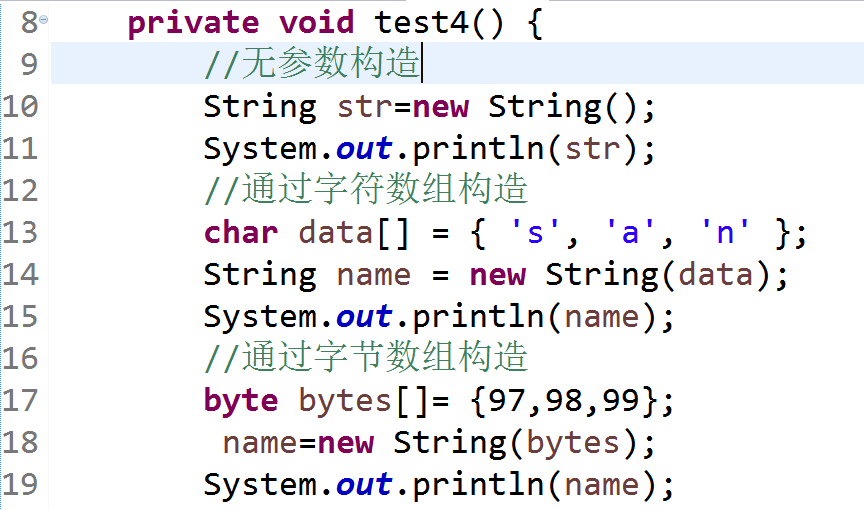 8 private void test4() {
9 //无参数构造
10 String str=new String();
11 System.out.println(str);
12 //通过字符数组构造
13 char data[] = { 's', 'a', 'n' };
14 String name = new String(data);
15 System.out.println(name);
16 //通过字节数组构造
17 byte bytes[]= {97,98,99};
18 name=new String(bytes);
19 System.out.println(name);